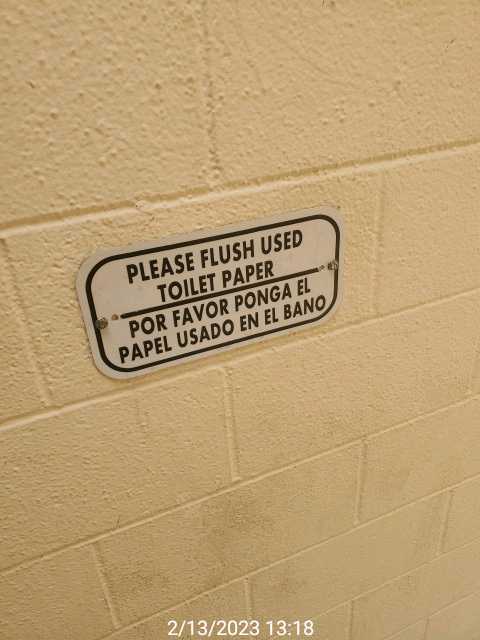 PLEASE FLUSH USED
TOILET PAPER
POR FAVOR PONGA EL
PAPEL USADO EN EL BANO
2/13/2023 13:18